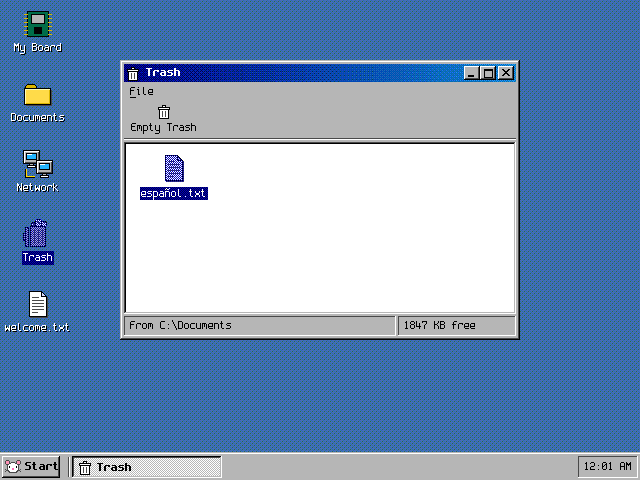 My Board
Documents
Network
Trash
welcome.txt
Trash
File
Empty Trash
español.txt
From C:\Documents
1847 KB free
Start
Trash
12:01 AM